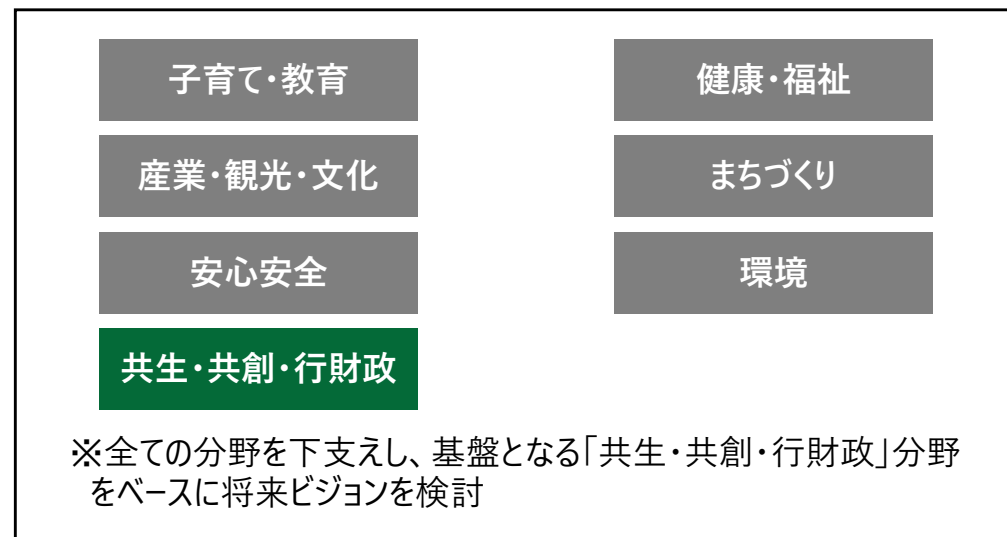 子育て・教育
健康・福祉
産業・観光・文化
まちづくり
安心安全
環境
共生・共創・行財政
※全ての分野を下支えし、基盤となる「共生・共創・行財政」分野
をベースに将来ビジョンを検討